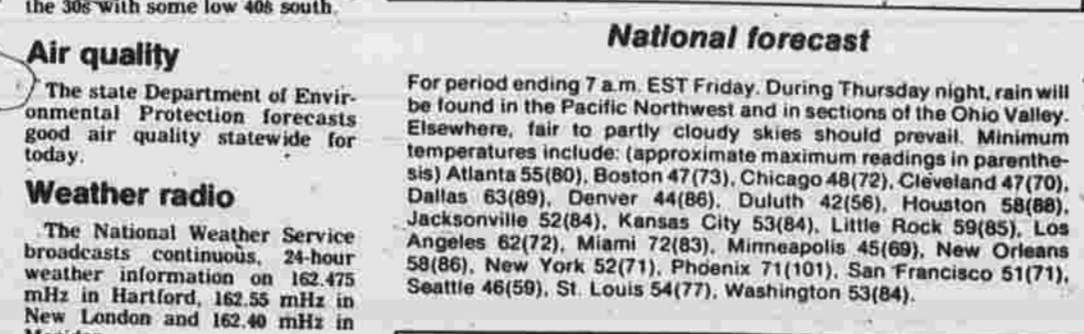 the 30s with some low 40s south.
Air quality
The state Department of Envir-
onmental Protection forecasts
good air quality statewide for
today.
Weather radio
The National Weather Service
broadcasts continuous, 24-hour
weather information on 162.475
mHz in Hartford, 162.55 mHz in
New London and 162.40 mHz in
National forecast
For period ending 7 a.m. EST Friday. During Thursday night, rain will
be found in the Pacific Northwest and in sections of the Ohio Valley.
Elsewhere, fair to partly cloudy skies should prevail. Minimum
temperatures include: (approximate maximum readings in parenthe-
sis) Atlanta 55(80), Boston 47(73), Chicago 48(72), Cleveland 47(70),
Dallas 63(89), Denver 44(86), Duluth 42(56), Houston 58(88),
Jacksonville 52(84), Kansas City 53(84), Little Rock 59(85), Los
Angeles 62(72), Miami 72(83), Minneapolis 45(69), New Orleans
58(86), New York 52(71), Phoenix 71(101), San Francisco 51(71),
Seattle 46(59), St. Louis 54(77), Washington 53(84).